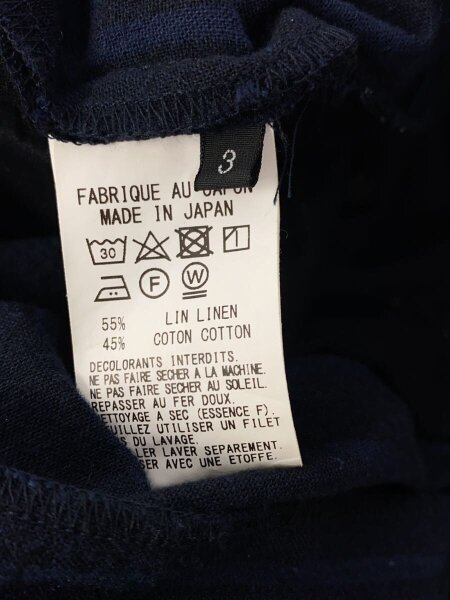 3
FABRIQUE AU JAPON
MADE IN JAPAN
30
F W
55% LIN LINEN
45% COTON COTTON
DECOLORANTS INTERDITS.
NE PAS FAIRE SECHER A LA MACHINE.
NE PAS FAIRE SECHER AU SOLEIL.
REPASSER AU FER DOUX.
NETTOYAGE A SEC (ESSENCE F).
VEUILLEZ UTILISER UN FILET
DU LAVAGE.
LAVER SEPAREMENT.
AVEC UNE ETOFFE.